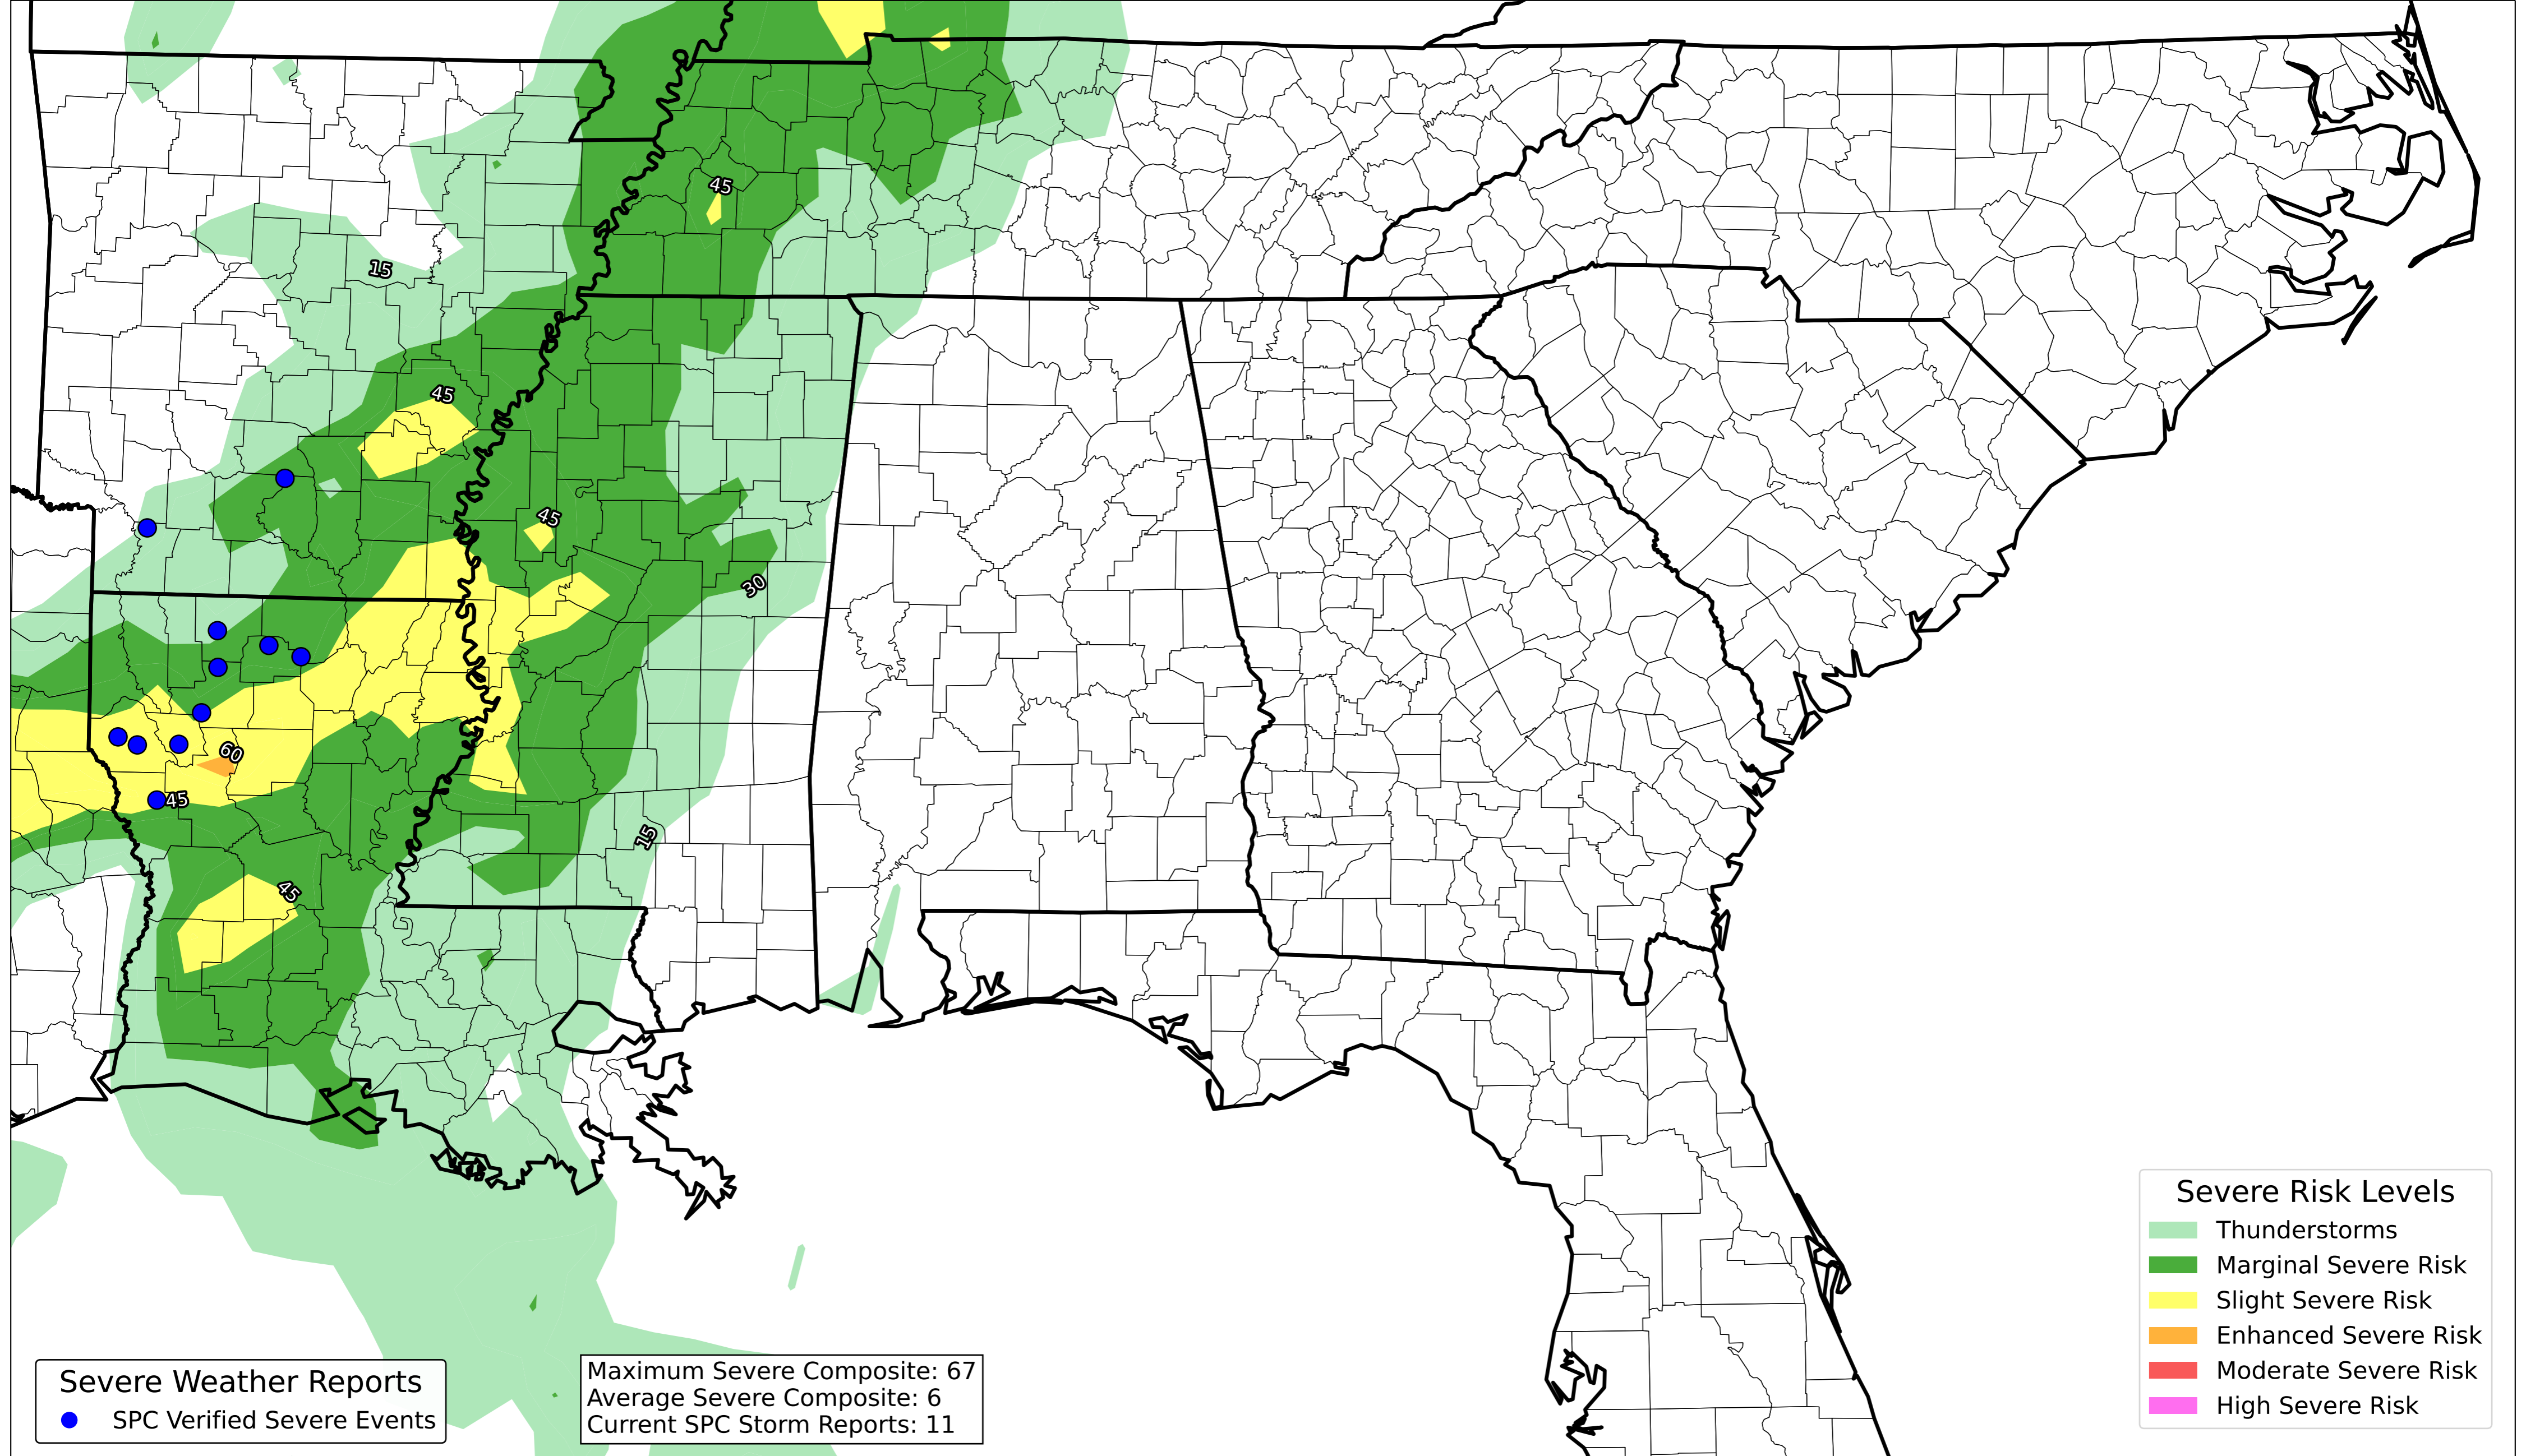 45
15
45
45
30
60
45
15
45
Severe Risk Levels
Thunderstorms
Marginal Severe Risk
Slight Severe Risk
Enhanced Severe Risk
Moderate Severe Risk
High Severe Risk
Severe Weather Reports
SPC Verified Severe Events
Maximum Severe Composite: 67
Average Severe Composite: 6
Current SPC Storm Reports: 11